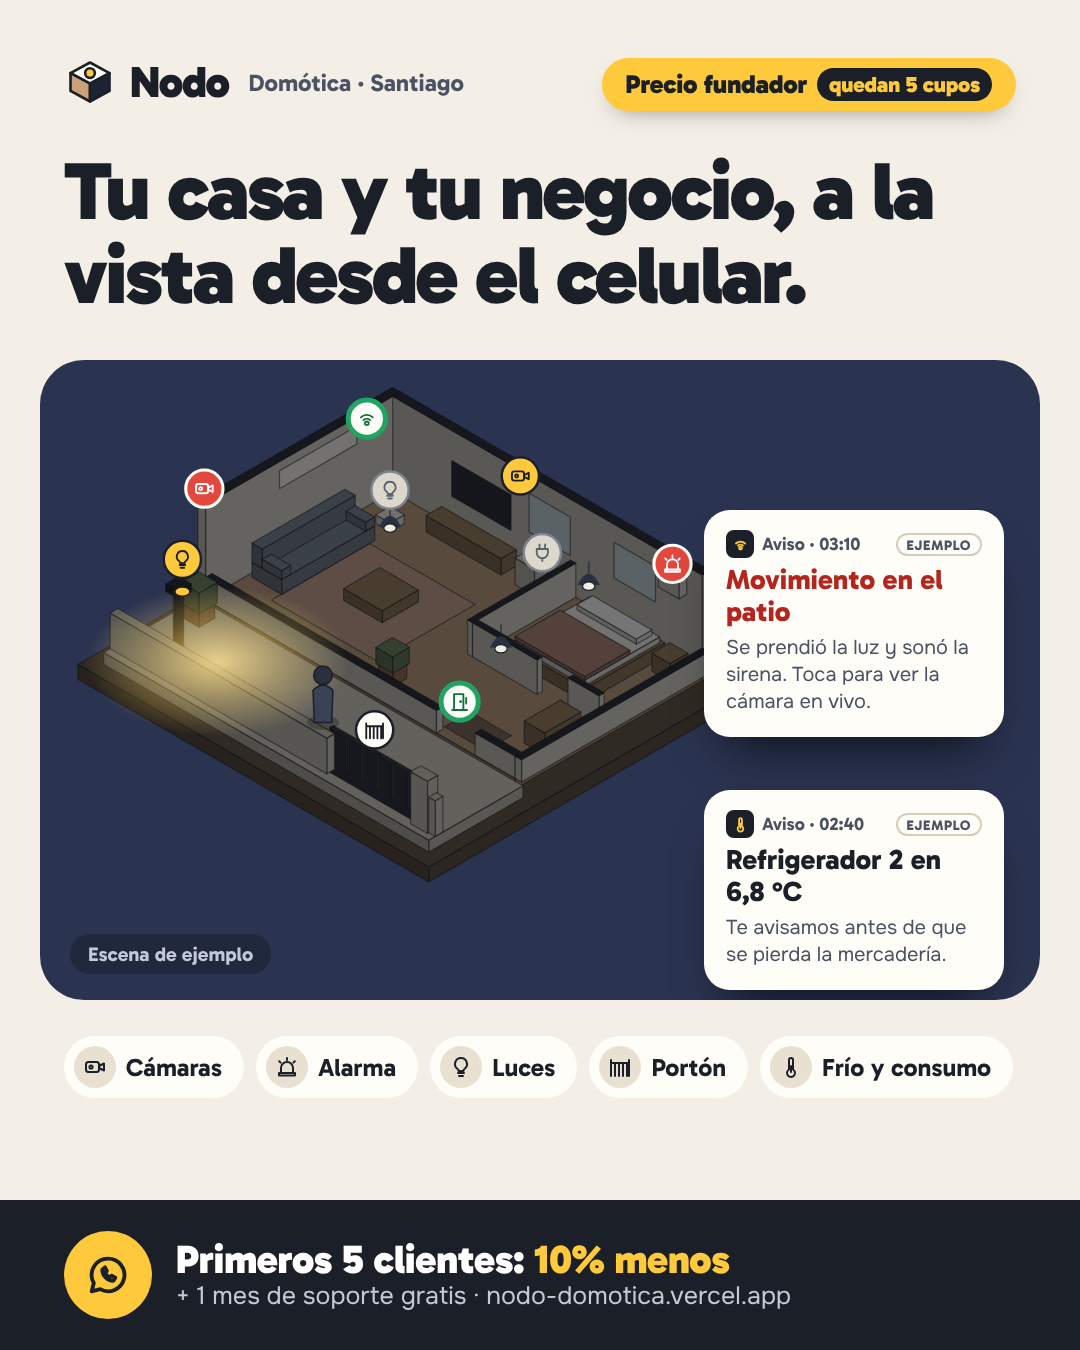 Nodo
Domótica · Santiago
Precio fundador quedan 5 cupos
Tu casa y tu negocio, a la
vista desde el celular.
Aviso · 03:10
EJEMPLO
Movimiento en el
patio
Se prendió la luz y sonó la
sirena. Toca para ver la
cámara en vivo.
Aviso · 02:40
EJEMPLO
Refrigerador 2 en
6,8 °C
Te avisamos antes de que
se pierda la mercadería.
Escena de ejemplo
Cámaras
Alarma
Luces
Portón
Frío y consumo
Primeros 5 clientes: 10% menos
+ 1 mes de soporte gratis · nodo-domotica.vercel.app